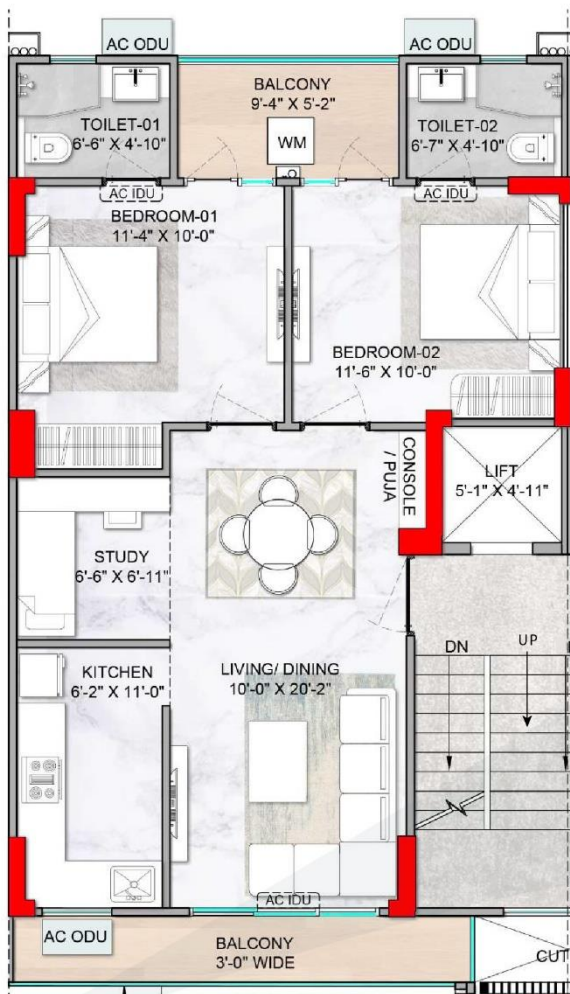 AC ODU
AC ODU
BALCONY
9'-4" X 5'-2"
TOILET-01
6'-6" X 4'-10"
WM
TOILET-02
6'-7" X 4'-10"
AC IDU
AC IDU
BEDROOM-01
11'-4" X 10'-0"
BEDROOM-02
11'-6" X 10'-0"
CONSOLE
/ PUJA
LIFT
5'-1" X 4'-11"
STUDY
6'-6" X 6'-11"
KITCHEN
6'-2" X 11'-0"
LIVING/ DINING
10'-0" X 20'-2"
DN
UP
AC IDU
AC ODU
BALCONY
3'-0" WIDE
CUT